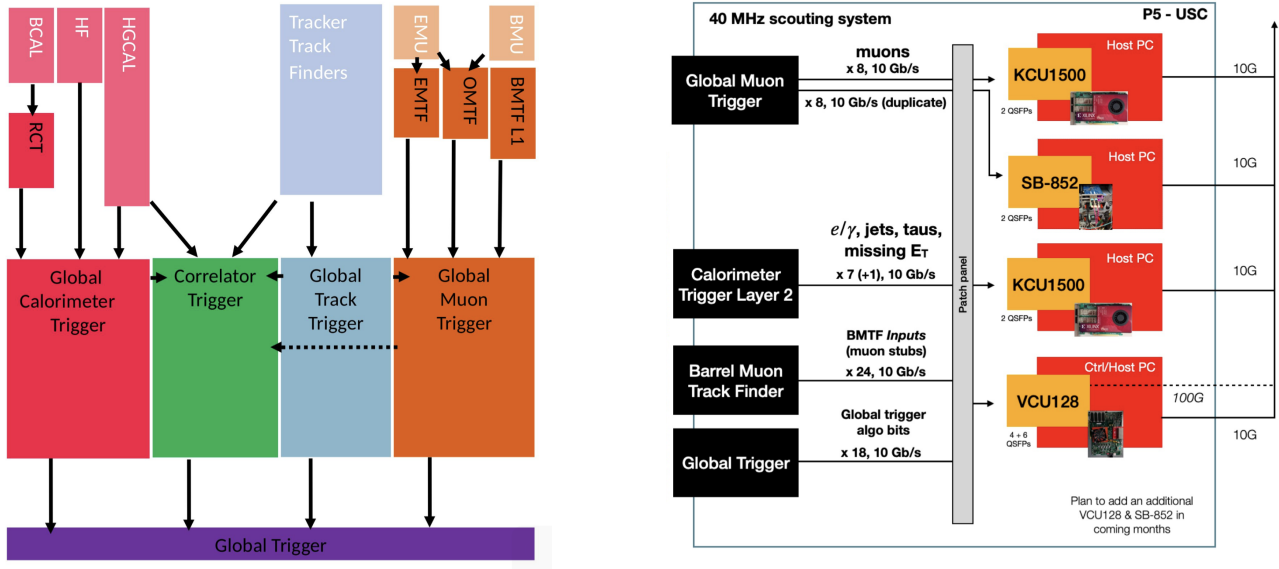 BCAL
HF
HGCAL
Tracker
Track
Finders
EMU
BMU
RCT
EMTF
OMTF
BMTF L1
Global
Calorimeter
Trigger
Correlator
Trigger
Global
Track
Trigger
Global
Muon
Trigger
Global Trigger
40 MHz scouting system
P5 - USC
Global Muon
Trigger
muons
x 8, 10 Gb/s
x 8, 10 Gb/s (duplicate)
Calorimeter
Trigger Layer 2
e/γ, jets, taus,
missing ET
x 7 (+1), 10 Gb/s
Barrel Muon
Track Finder
BMTF Inputs
(muon stubs)
x 24, 10 Gb/s
Global Trigger
Global trigger
algo bits
x 18, 10 Gb/s
Patch panel
Host PC
KCU1500
2 QSFPs
10G
Host PC
SB-852
2 QSFPs
10G
Host PC
KCU1500
2 QSFPs
10G
Ctrl/Host PC
VCU128
4 + 6
QSFPs
100G
10G
Plan to add an additional
VCU128 & SB-852 in
coming months